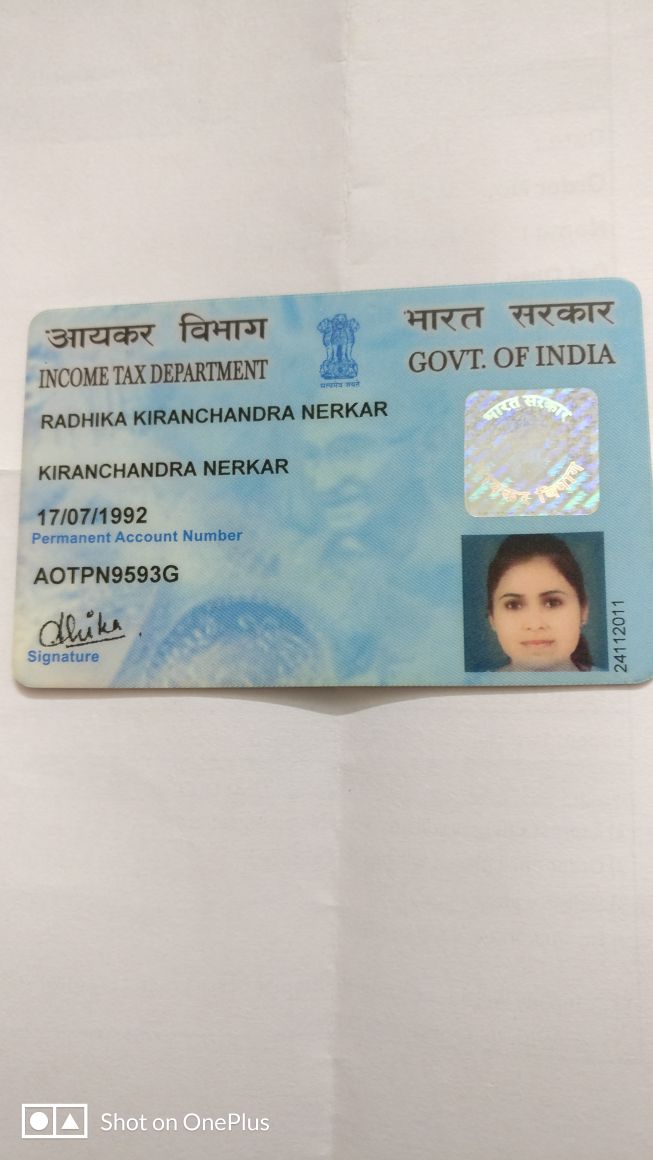 आयकर विभाग
INCOME TAX DEPARTMENT
सत्यमेव जयते
भारत सरकार
GOVT. OF INDIA
RADHIKA KIRANCHANDRA NERKAR
KIRANCHANDRA NERKAR
17/07/1992
Permanent Account Number
AOTPN9593G
Signature
भारत सरकार
आयकर विभाग
24112011
Shot on OnePlus